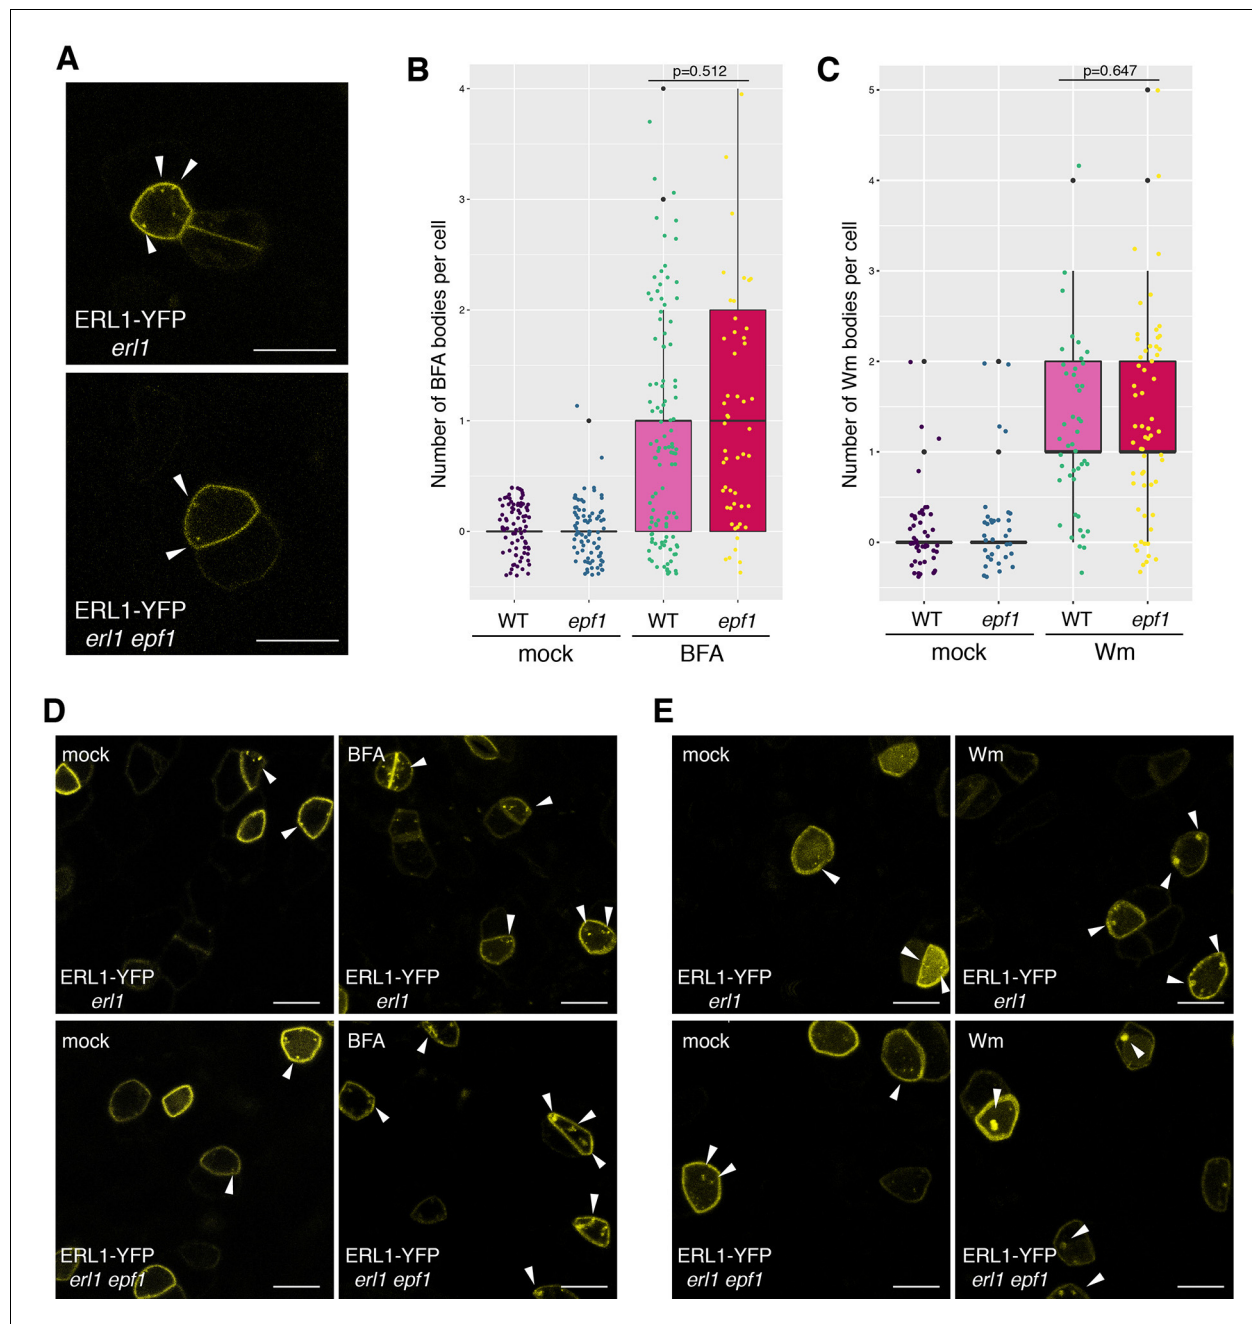 A
ERL1-YFP
erl1
ERL1-YFP
erl1 epf1
B
Number of BFA bodies per cell
4
3
2
1
0
p=0.512
WT
epf1
WT
epf1
mock
BFA
C
Number of Wm bodies per cell
5
4
3
2
1
0
p=0.647
WT
epf1
WT
epf1
mock
Wm
D
mock
ERL1-YFP
erl1
BFA
ERL1-YFP
erl1
mock
ERL1-YFP
erl1 epf1
BFA
ERL1-YFP
erl1 epf1
E
mock
ERL1-YFP
erl1
Wm
ERL1-YFP
erl1
mock
ERL1-YFP
erl1 epf1
Wm
ERL1-YFP
erl1 epf1